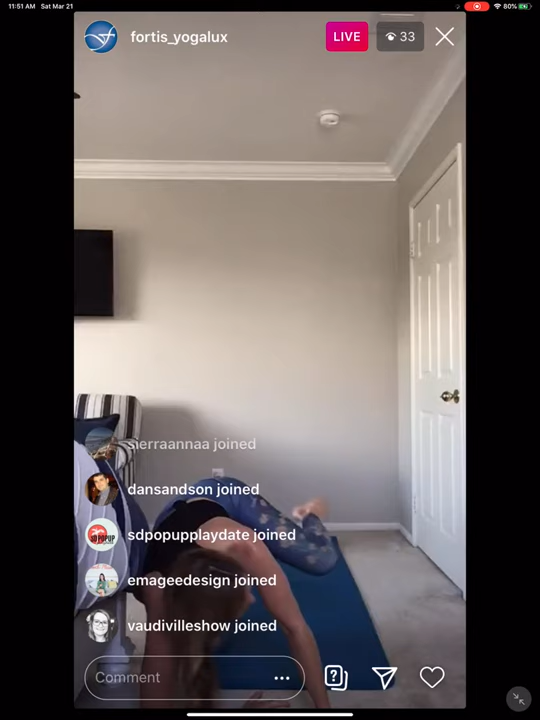 11:51 AM Sat Mar 21
80%
fortis_yogalux
LIVE
33
sierraannaa joined
dansandson joined
sdpopupplaydate joined
SD POPUP
emageedesign joined
vaudivilleshow joined
Comment